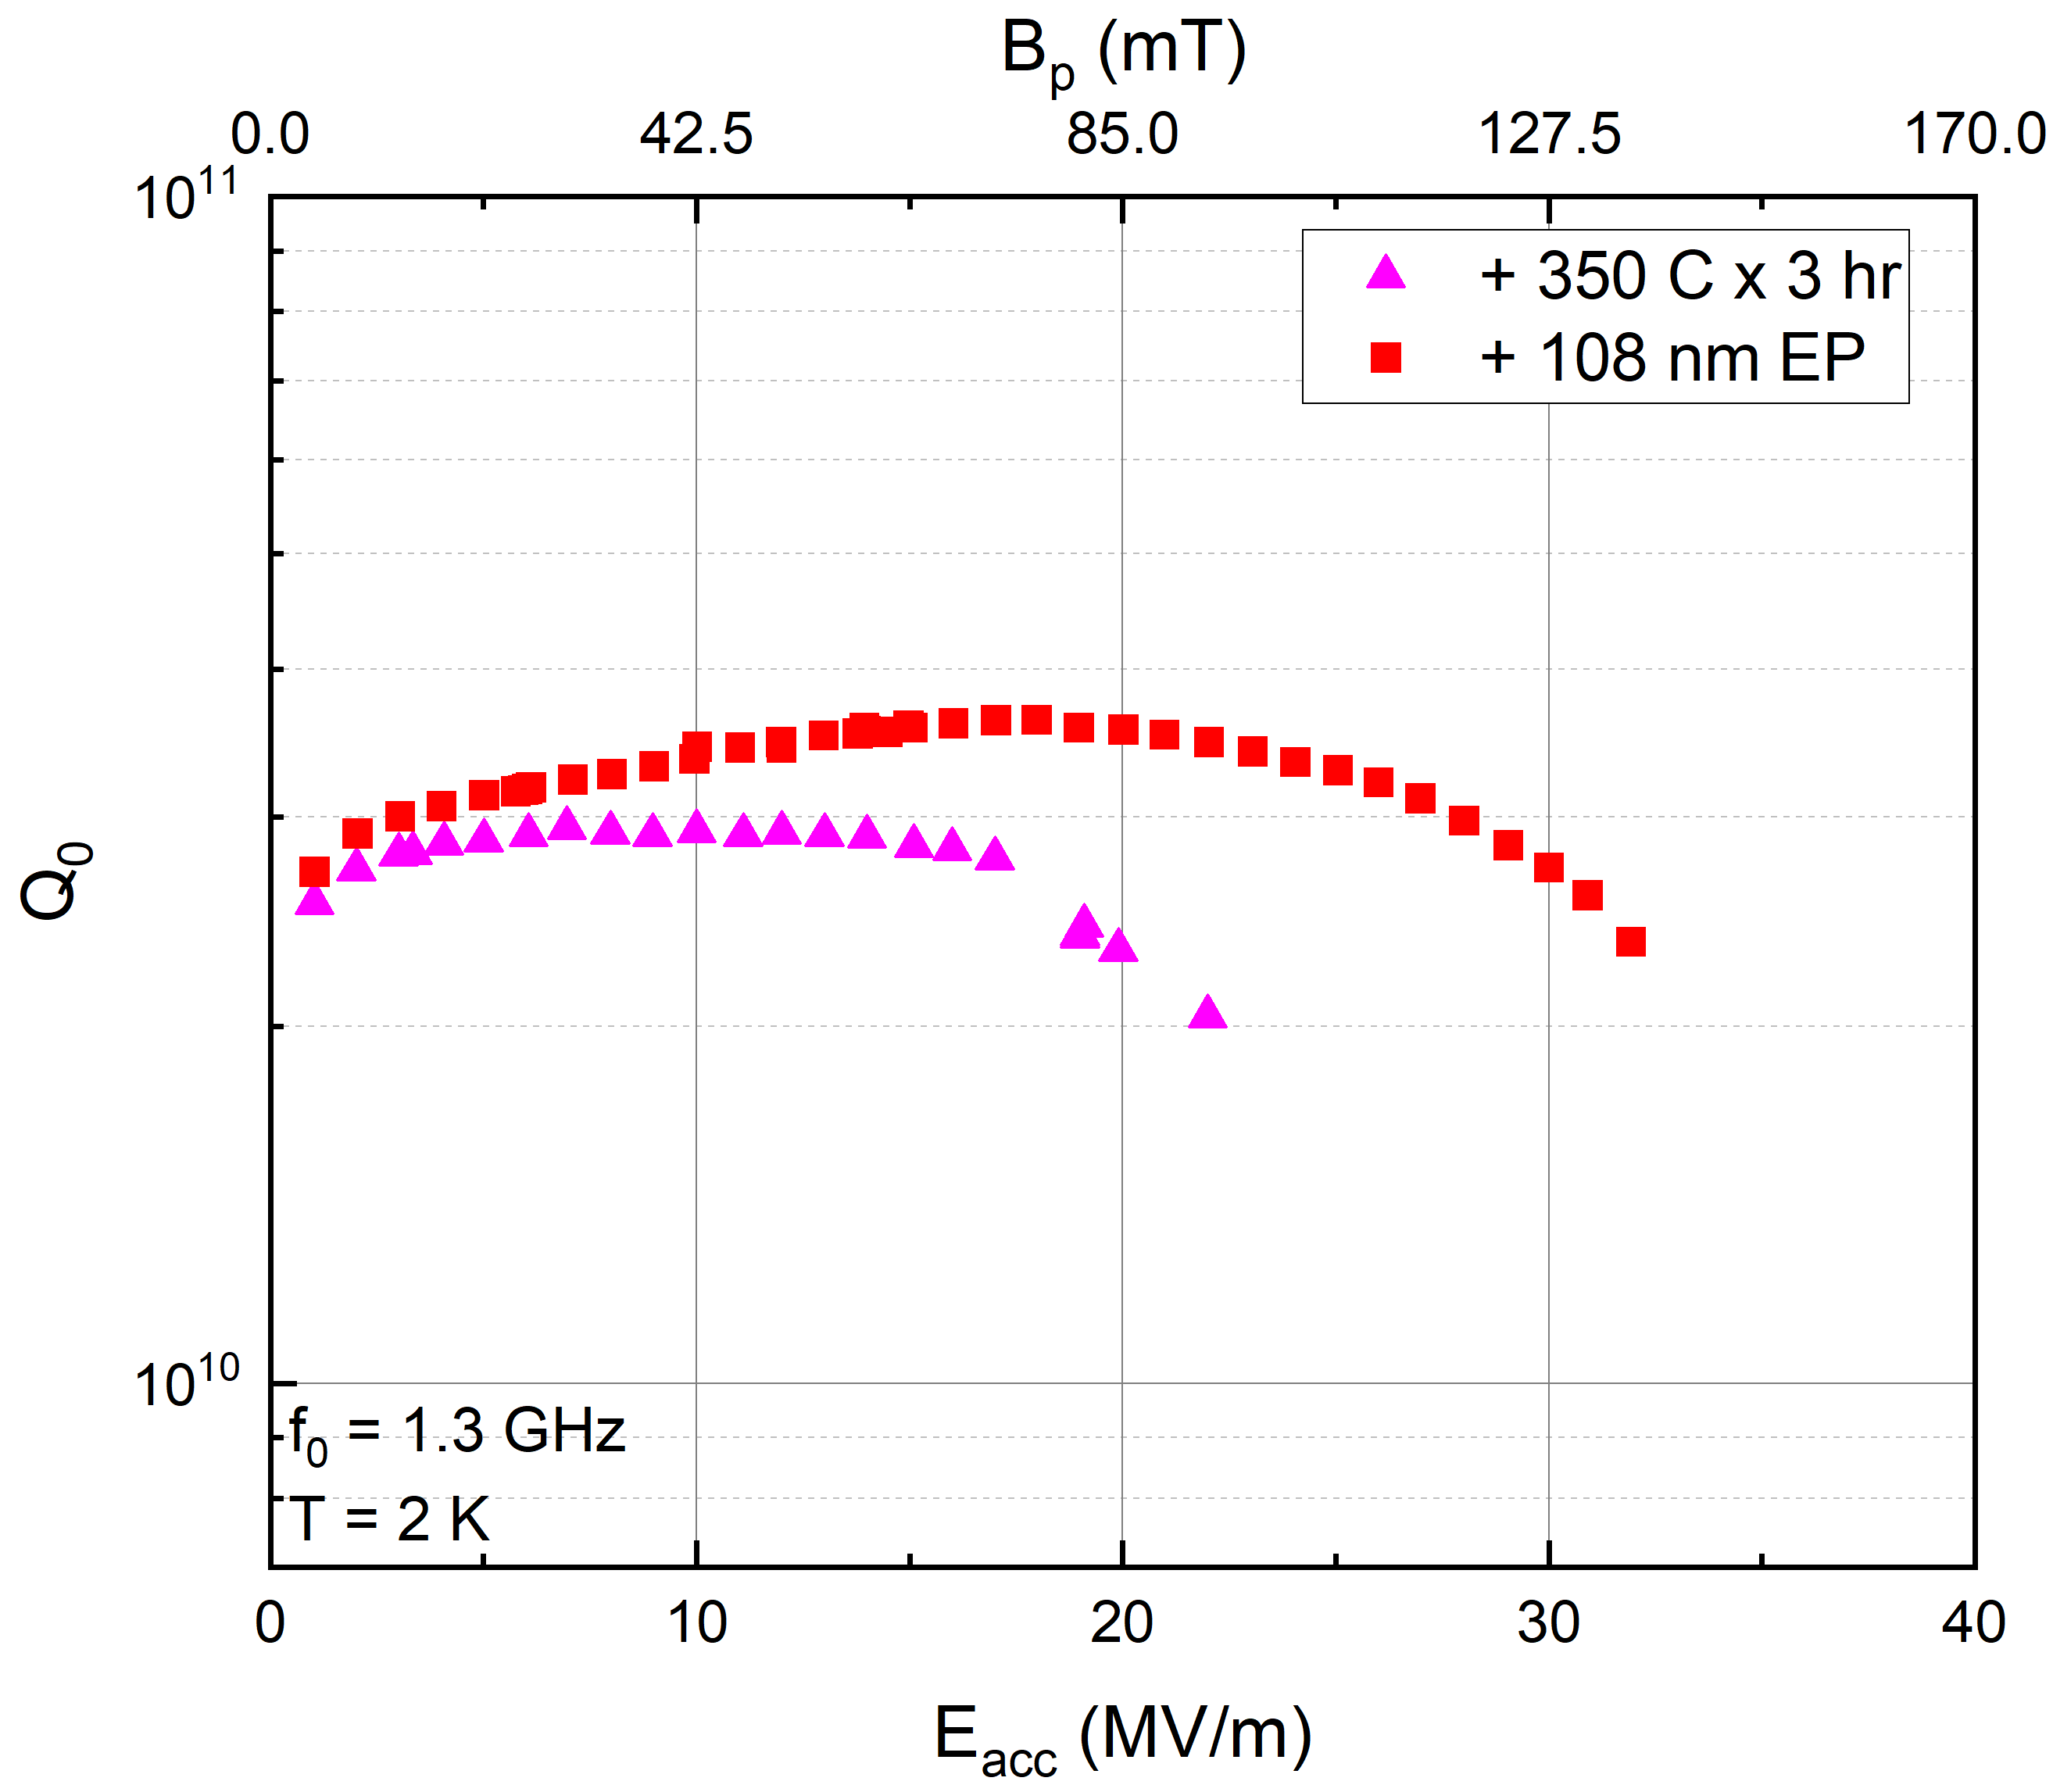 B_p (mT)
0.0 42.5 85.0 127.5 170.0
10^11
+ 350 C x 3 hr
+ 108 nm EP
Q_0
10^10
f_0 = 1.3 GHz
T = 2 K
0 10 20 30 40
E_acc (MV/m)